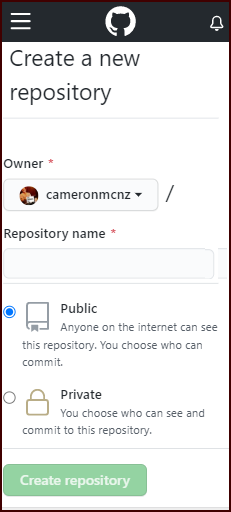 Create a new
repository
Owner *
cameronmcnz /
Repository name *
Public
Anyone on the internet can see
this repository. You choose who can
commit.
Private
You choose who can see and
commit to this repository.
Create repository